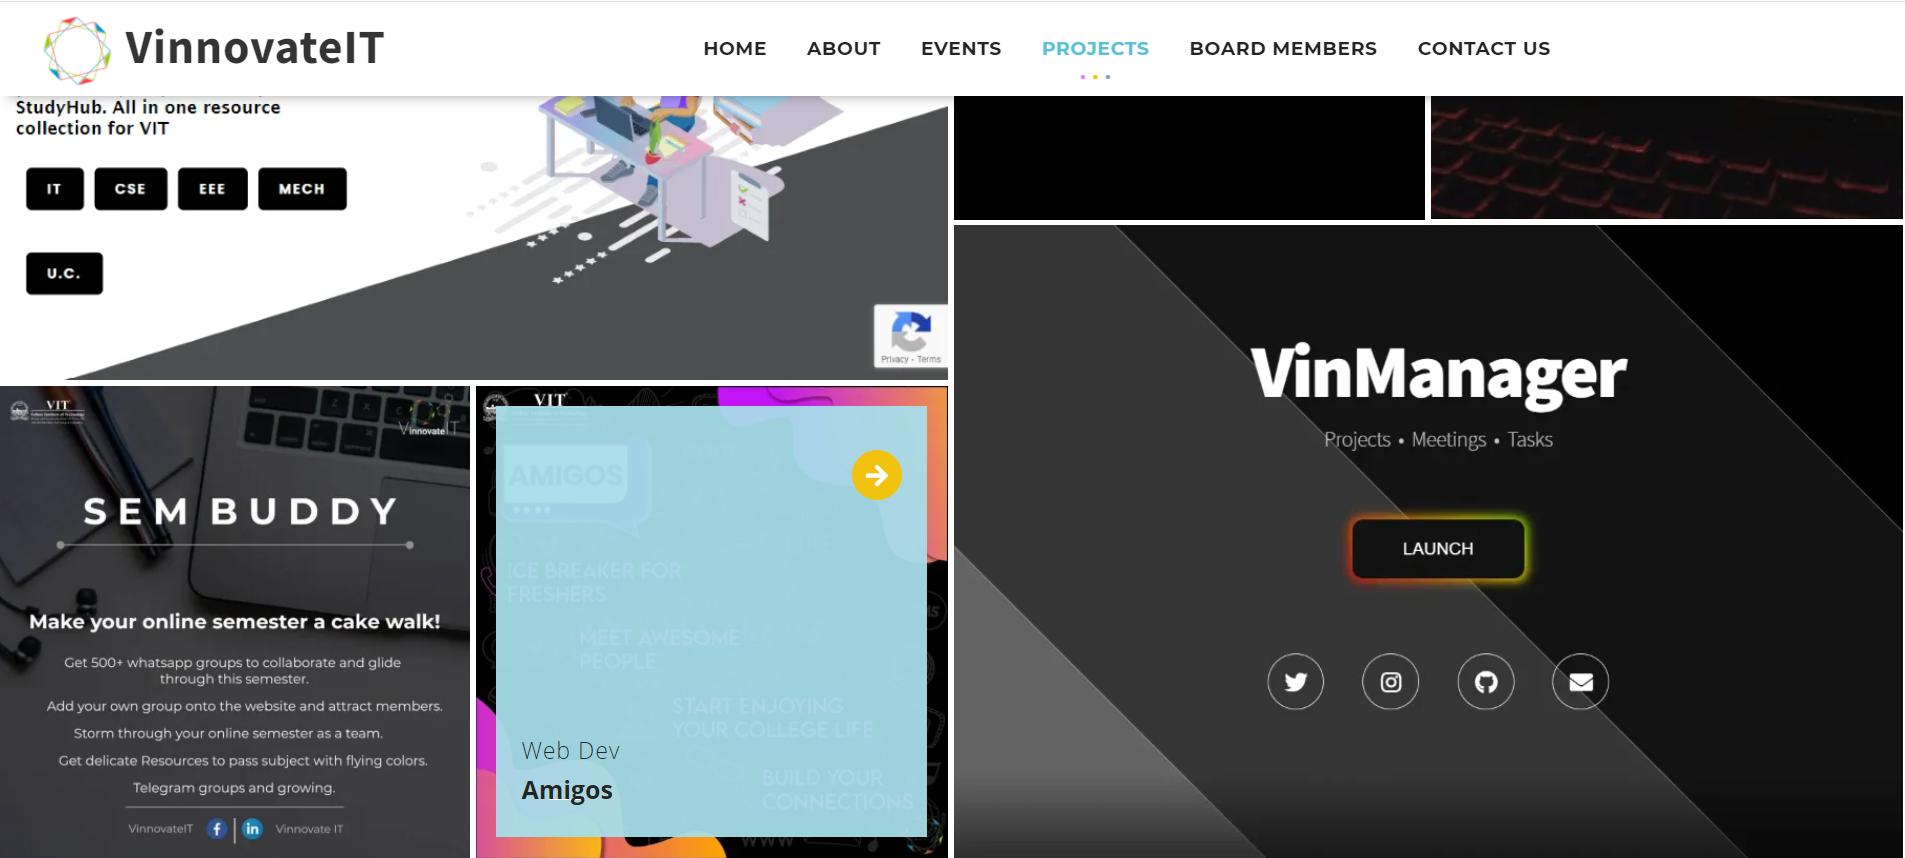 VinnovateIT
HOME
ABOUT
EVENTS
PROJECTS
BOARD MEMBERS
CONTACT US
StudyHub. All in one resource
collection for VIT
IT
CSE
EEE
MECH
U.C.
Privacy - Terms
VIT
VinnovateIT
SEM BUDDY
Make your online semester a cake walk!
Get 500+ whatsapp groups to collaborate and glide
through this semester.
Add your own group onto the website and attract members.
Storm through your online semester as a team.
Get delicate Resources to pass subject with flying colors.
Telegram groups and growing.
VinnovateIT
Vinnovate IT
VIT
AMIGOS
ICE BREAKER FOR
FRESHERS
MEET AWESOME
PEOPLE
START ENJOYING
YOUR COLLEGE LIFE
BUILD YOUR
CONNECTIONS
Web Dev
Amigos
VinManager
Projects • Meetings • Tasks
LAUNCH